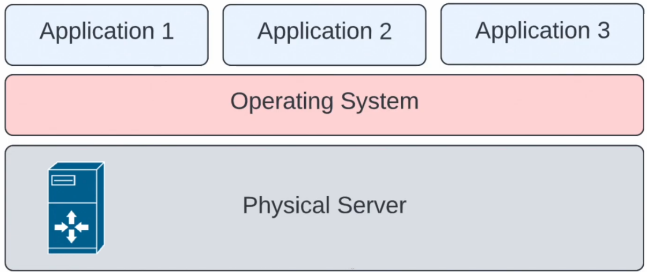 Application 1
Application 2
Application 3
Operating System
Physical Server